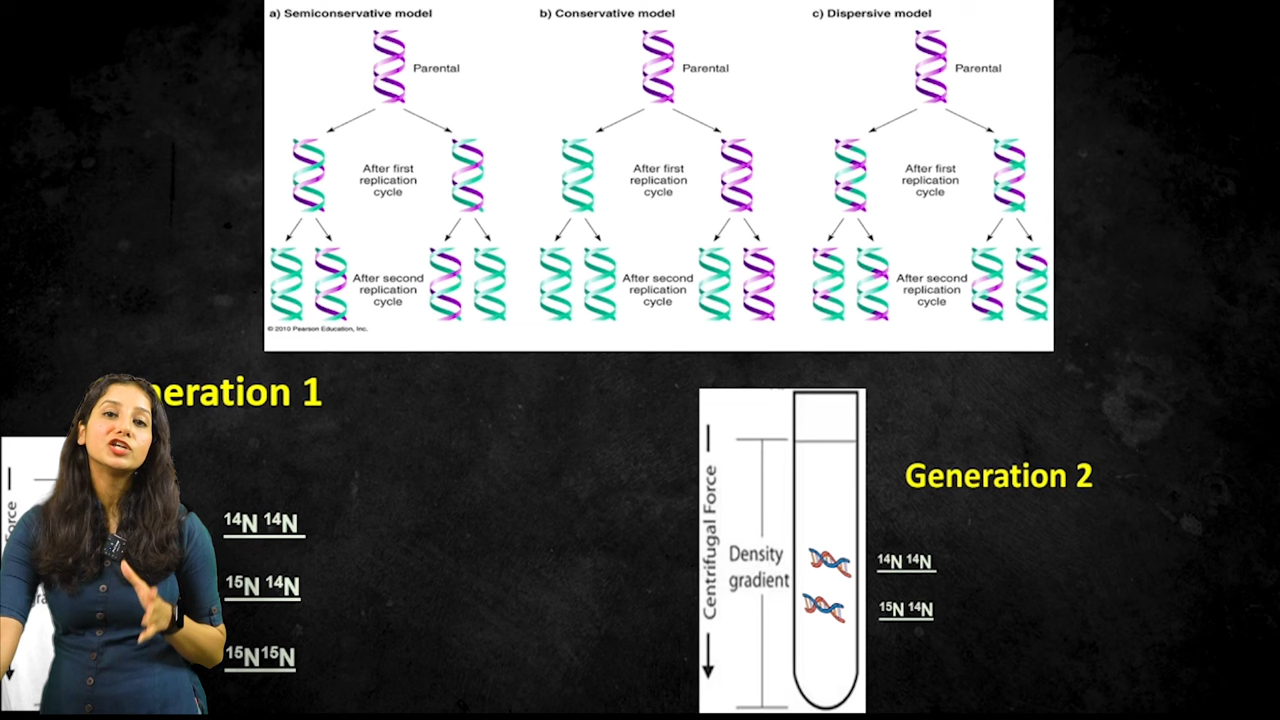 a) Semiconservative model
b) Conservative model
c) Dispersive model
Parental
Parental
Parental
After first
replication
cycle
After first
replication
cycle
After first
replication
cycle
After second
replication
cycle
After second
replication
cycle
After second
replication
cycle
© 2010 Pearson Education, Inc.
neration 1
orce
¹⁴N ¹⁴N
¹⁵N ¹⁴N
¹⁵N¹⁵N
Centrifugal Force
Density
gradient
Generation 2
¹⁴N ¹⁴N
¹⁵N ¹⁴N